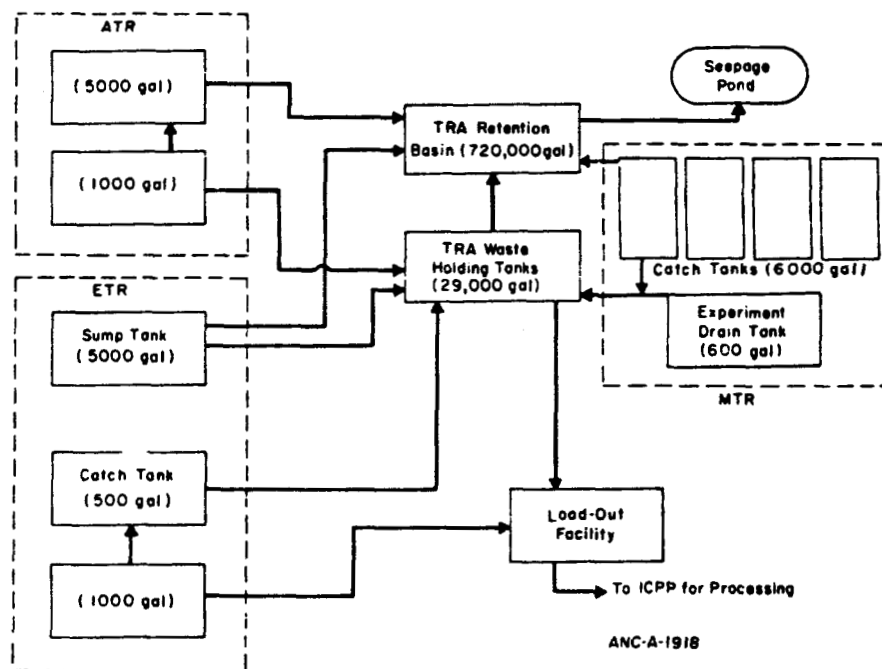 ATR
(5000 gal)
(1000 gal)
ETR
Sump Tank
(5000 gal)
Catch Tank
(500 gal)
(1000 gal)
TRA Retention
Basin (720,000gal)
TRA Waste
Holding Tanks
(29,000 gal)
Seepage
Pond
Catch Tanks (6000 gal)
Experiment
Drain Tank
(600 gal)
MTR
Load-Out
Facility
To ICPP for Processing
ANC-A-1918